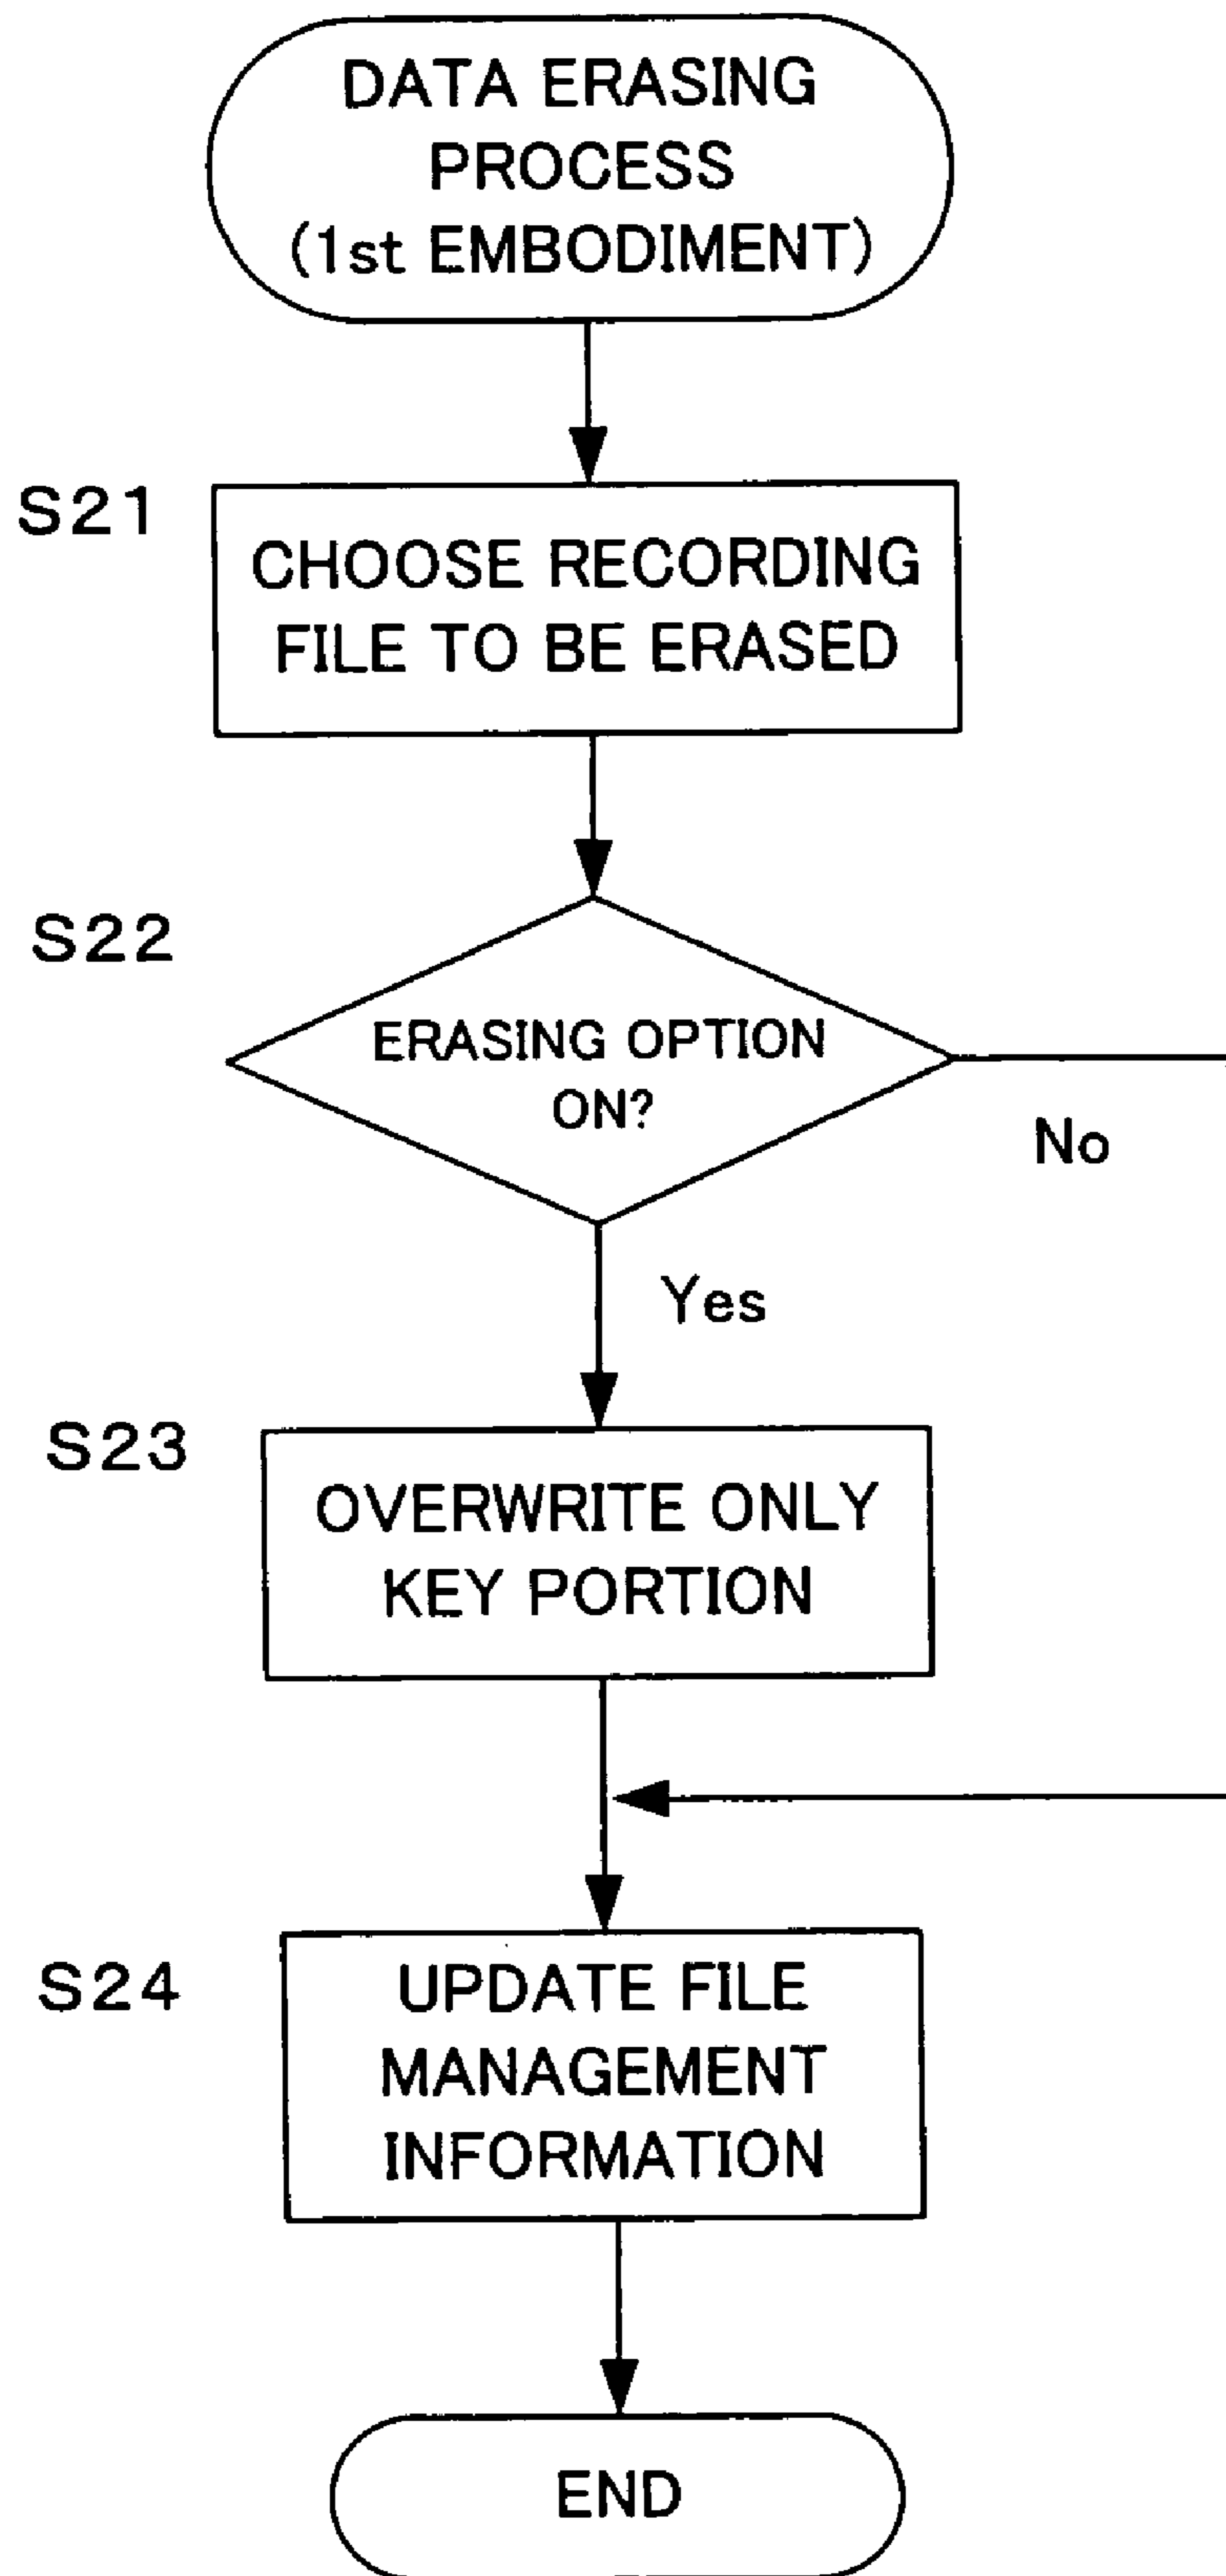 DATA ERASING
PROCESS
(1st EMBODIMENT)
S21
CHOOSE RECORDING
FILE TO BE ERASED
S22
ERASING OPTION
ON?
No
Yes
S23
OVERWRITE ONLY
KEY PORTION
S24
UPDATE FILE
MANAGEMENT
INFORMATION
END